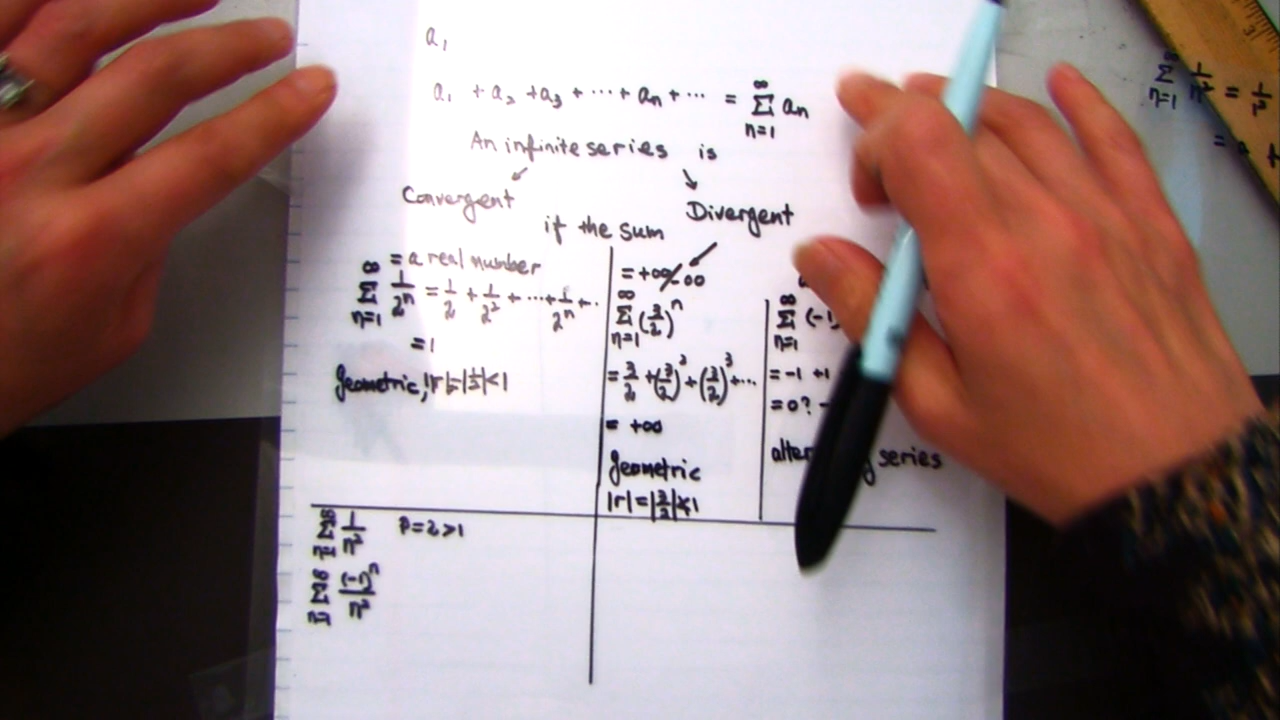 a₁
a₁ + a₂ + a₃ + ⋯ + aₙ + ⋯ = ∑_{n=1}^{∞} aₙ
An infinite series is
Convergent
Divergent
if the sum
= a real number
∑_{n=1}^{∞} 1/2ⁿ = 1/2 + 1/2² + ⋯ + 1/2ⁿ + ⋯
= 1
Geometric, |r| = |1/2| < 1
= +∞/-∞
∑_{n=1}^{∞} (3/2)ⁿ
= 3/2 + (3/2)² + (3/2)³ + ⋯
= +∞
Geometric
|r| = |3/2| ≮ 1
∑_{n=1}^{∞} (-1
= -1 +1
= 0? -
series
∑_{n=1}^{∞} 1/n² P = 2 > 1
∑_{n=1}^{∞}
∑_{n=1}^{∞} 1/n² = 1/1²
=